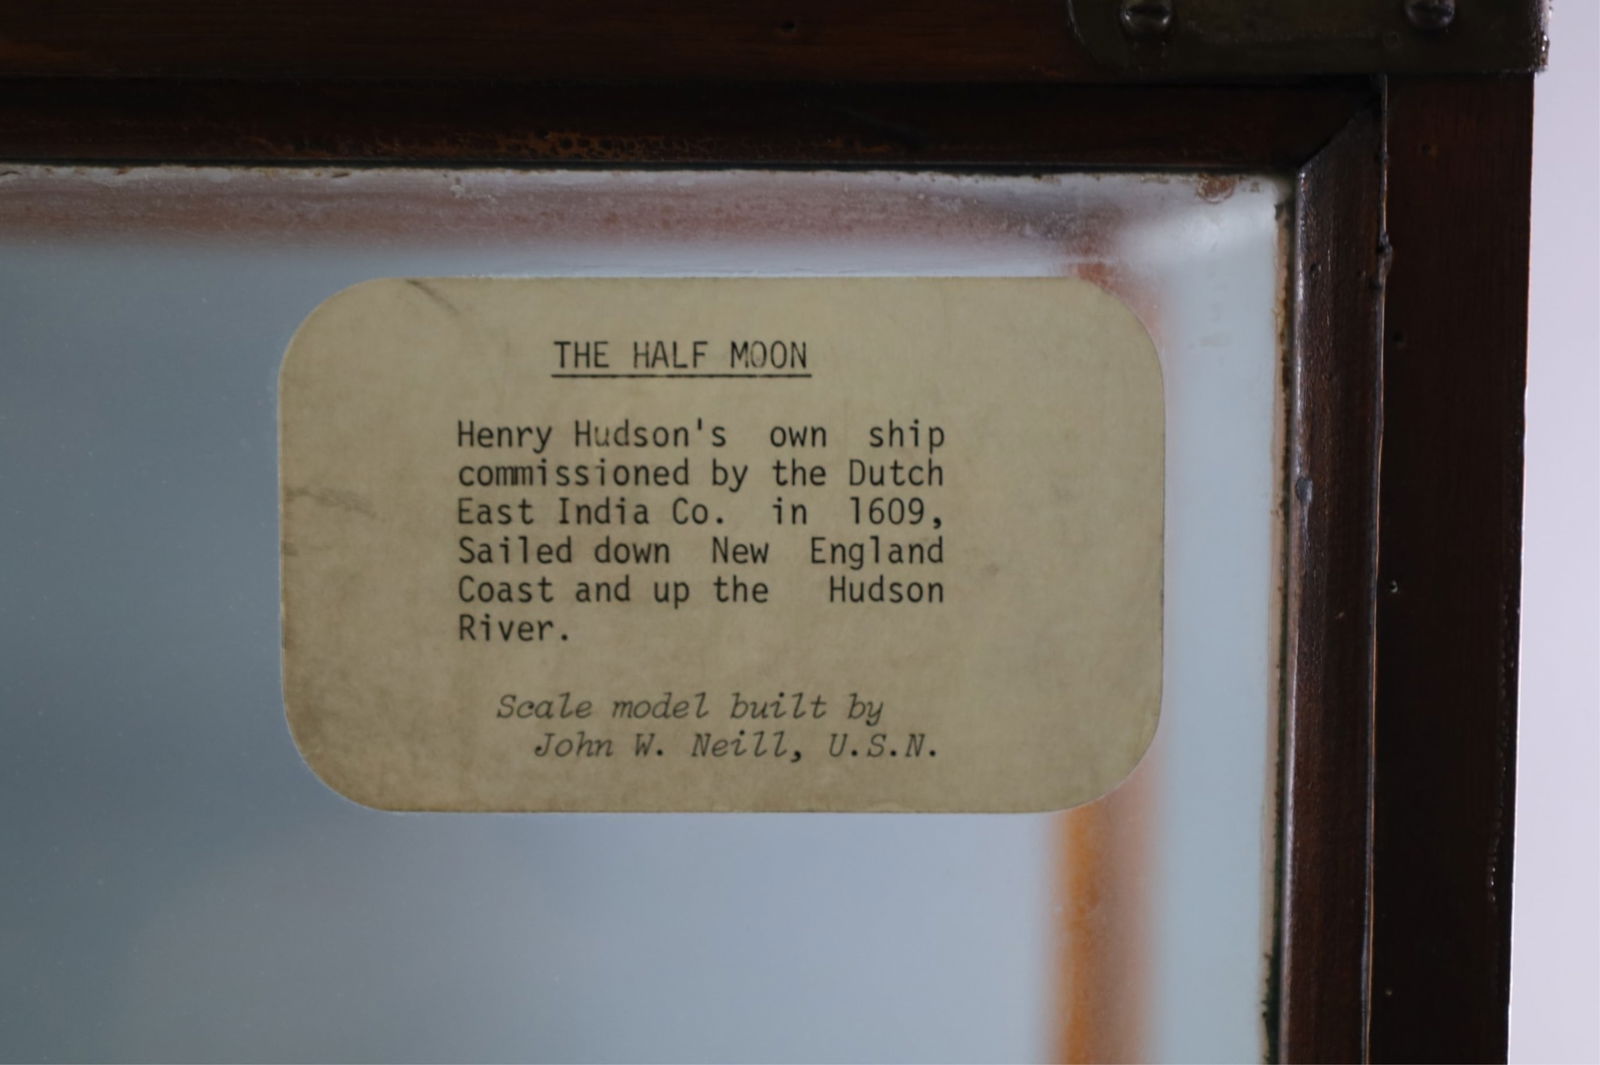 THE HALF MOON
Henry Hudson's own ship
commissioned by the Dutch
East India Co. in 1609,
Sailed down New England
Coast and up the Hudson
River.
Scale model built by
John W. Neill, U.S.N.